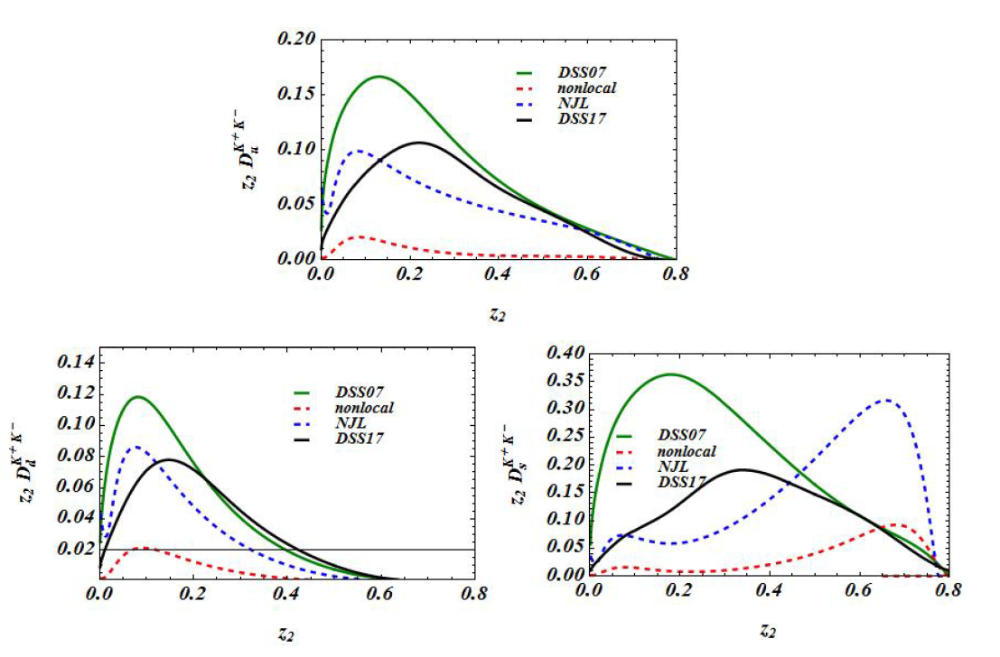 0.20
0.15
0.10
0.05
0.00
z2 D_u^{K+ K−}
DSS07
nonlocal
NJL
DSS17
0.0 0.2 0.4 0.6 0.8
z2
0.14
0.12
0.10
0.08
0.06
0.04
0.02
z2 D_d^{K+ K−}
DSS07
nonlocal
NJL
DSS17
0.0 0.2 0.4 0.6 0.8
z2
0.40
0.35
0.30
0.25
0.20
0.15
0.10
0.05
0.00
z2 D_s^{K+ K−}
DSS07
nonlocal
NJL
DSS17
0.0 0.2 0.4 0.6 0.8
z2